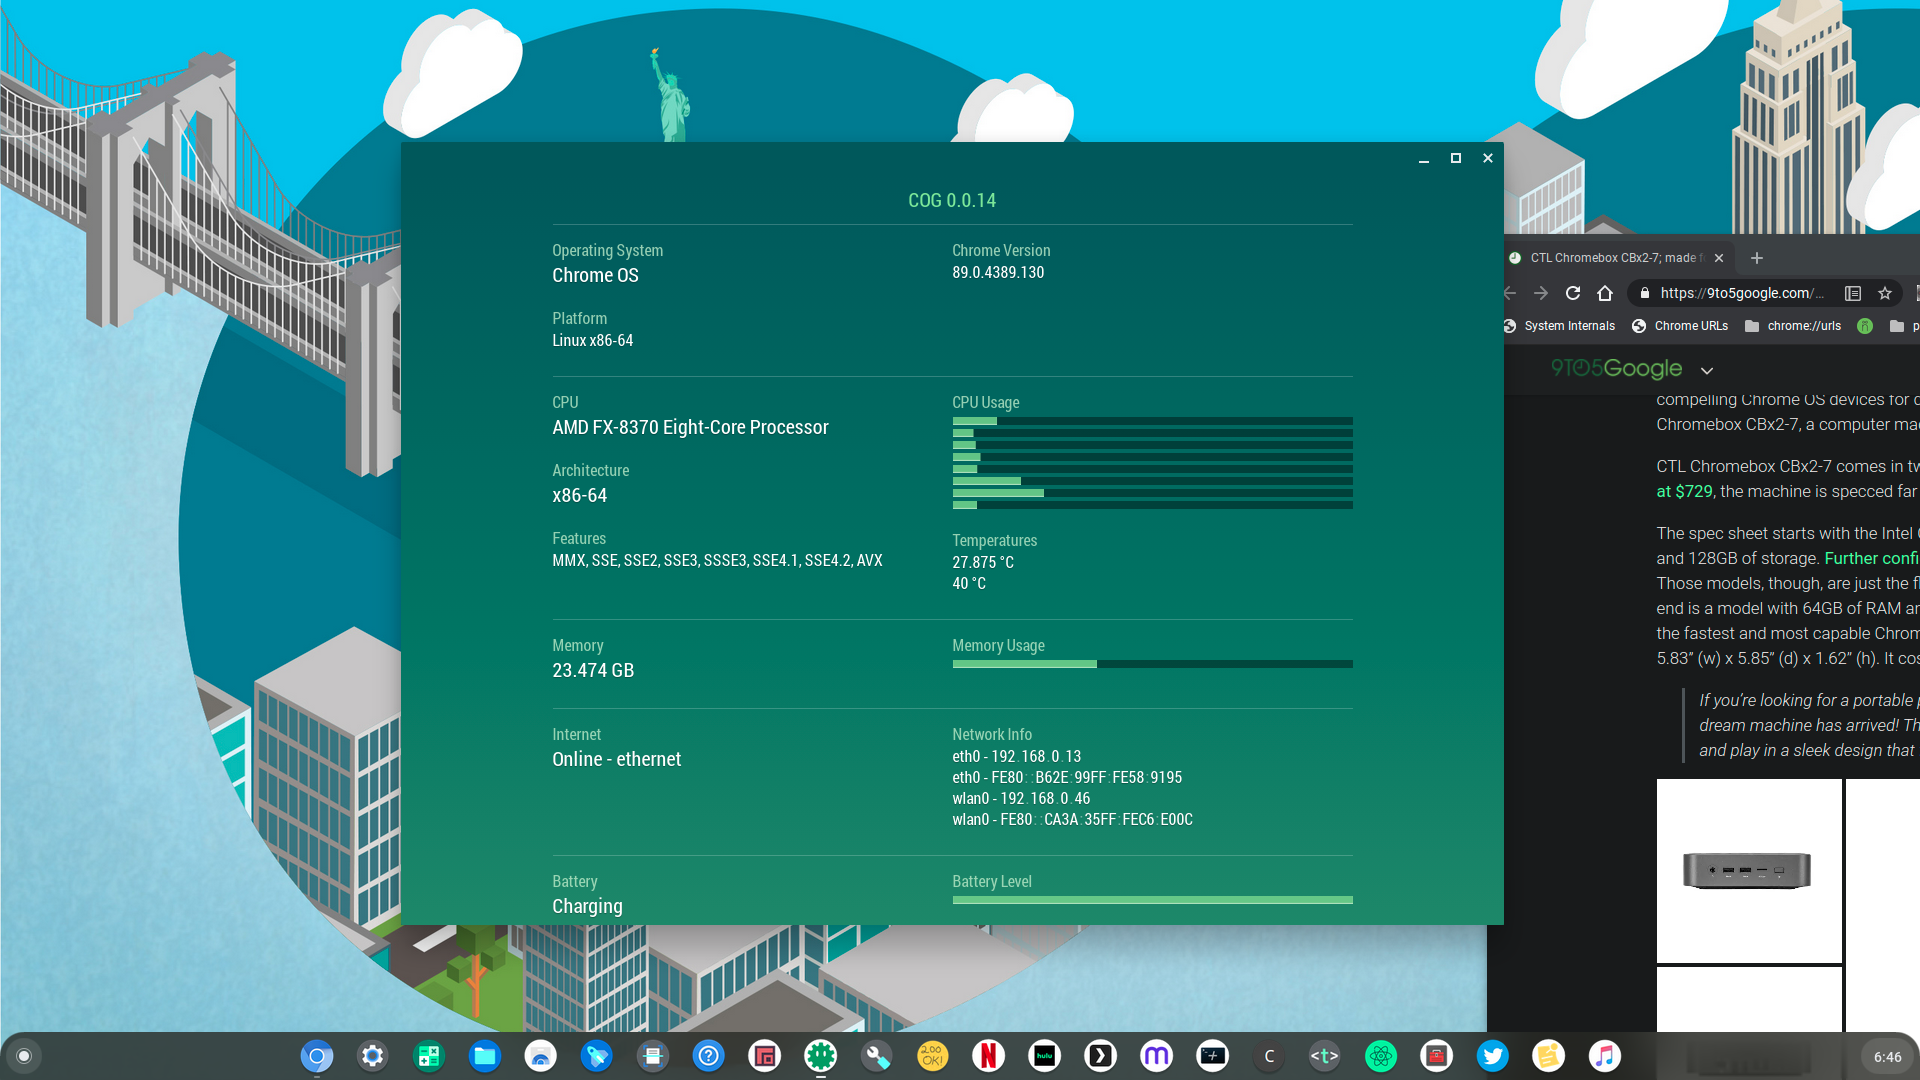 COG 0.0.14
Operating System
Chrome OS
Chrome Version
89.0.4389.130
Platform
Linux x86-64
CPU
AMD FX-8370 Eight-Core Processor
CPU Usage
Architecture
x86-64
Features
MMX, SSE, SSE2, SSE3, SSSE3, SSE4.1, SSE4.2, AVX
Temperatures
27.875 °C
40 °C
Memory
23.474 GB
Memory Usage
Internet
Online - ethernet
Network Info
eth0 - 192.168.0.13
eth0 - FE80::B62E:99FF:FE58:9195
wlan0 - 192.168.0.46
wlan0 - FE80::CA3A:35FF:FEC6:E00C
Battery
Charging
Battery Level
CTL Chromebox CBx2-7; made
https://9to5google.com/...
System Internals Chrome URLs chrome://urls
9TO5Google
compelling Chrome OS devices for
Chromebox CBx2-7, a computer
CTL Chromebox CBx2-7 comes in
at $729, the machine is specced far
The spec sheet starts with the Intel
and 128GB of storage. Further
Those models, though, are just the
end is a model with 64GB of RAM
the fastest and most capable
5.83” (w) x 5.85” (d) x 1.62” (h). It
If you’re looking for a portable
dream machine has arrived!
and play in a sleek design that
200 OK!
N
hulu
m
C
<t>
6:46